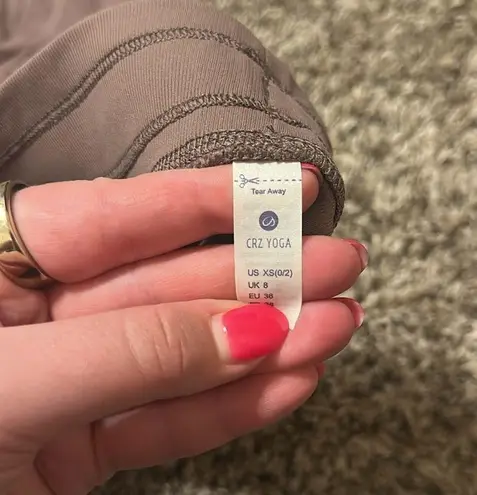 Tear Away
CRZ YOGA
US XS(0/2)
UK 8
EU 36